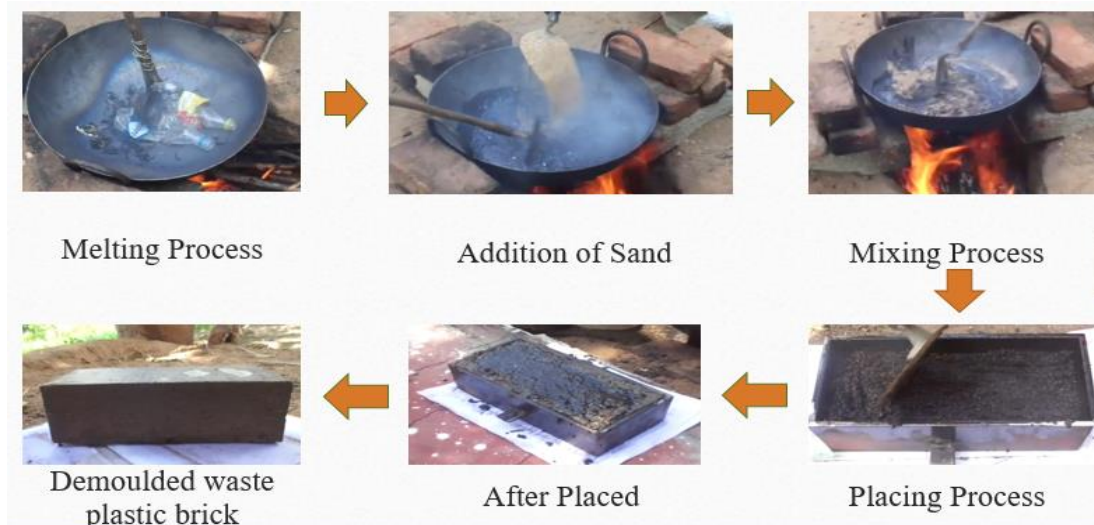 Melting Process
Addition of Sand
Mixing Process
Placing Process
After Placed
Demoulded waste
plastic brick